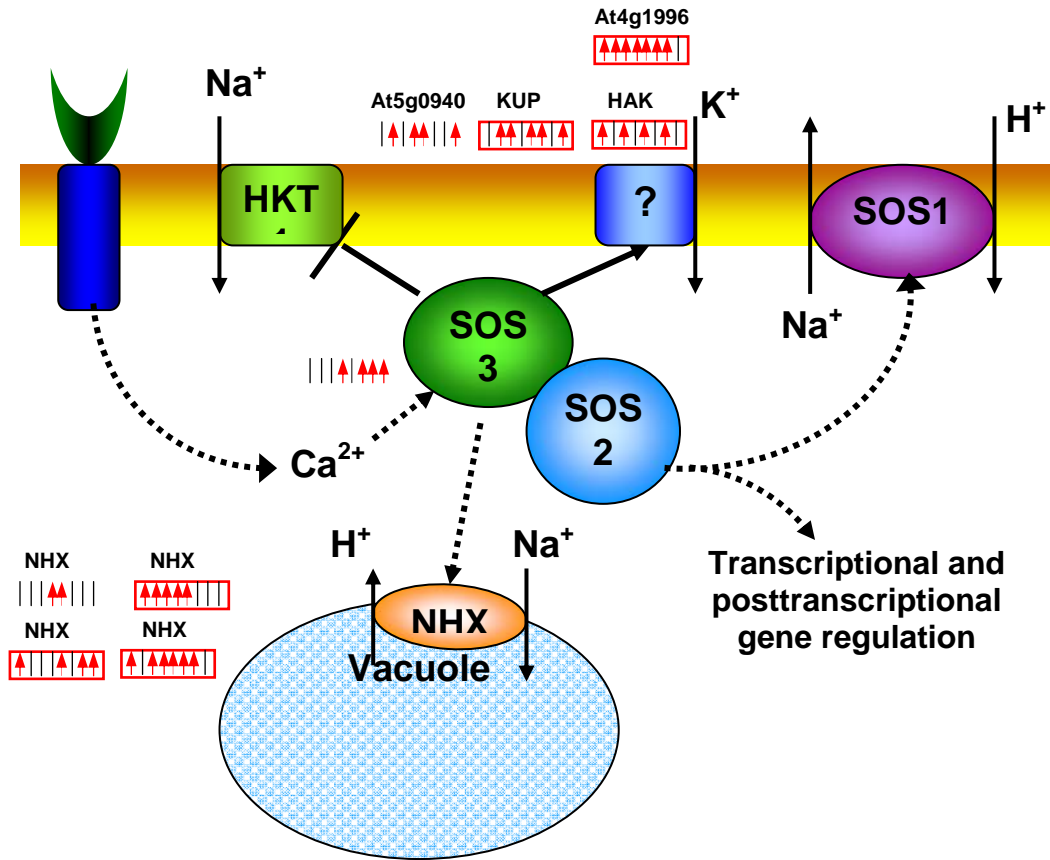 At4g1996
Na⁺
At5g0940
KUP
HAK
K⁺
H⁺
HKT
?
SOS1
Na⁺
SOS
3
SOS
2
Ca²⁺
H⁺
Na⁺
NHX
NHX
NHX
NHX
NHX
Vacuole
Transcriptional and
posttranscriptional
gene regulation